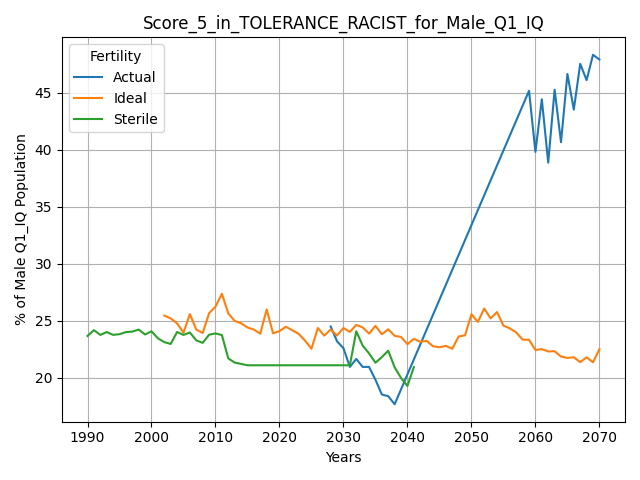 Score_5_in_TOLERANCE_RACIST_for_Male_Q1_IQ
Fertility
Actual
Ideal
Sterile
% of Male Q1_IQ Population
45
40
35
30
25
20
1990 2000 2010 2020 2030 2040 2050 2060 2070
Years